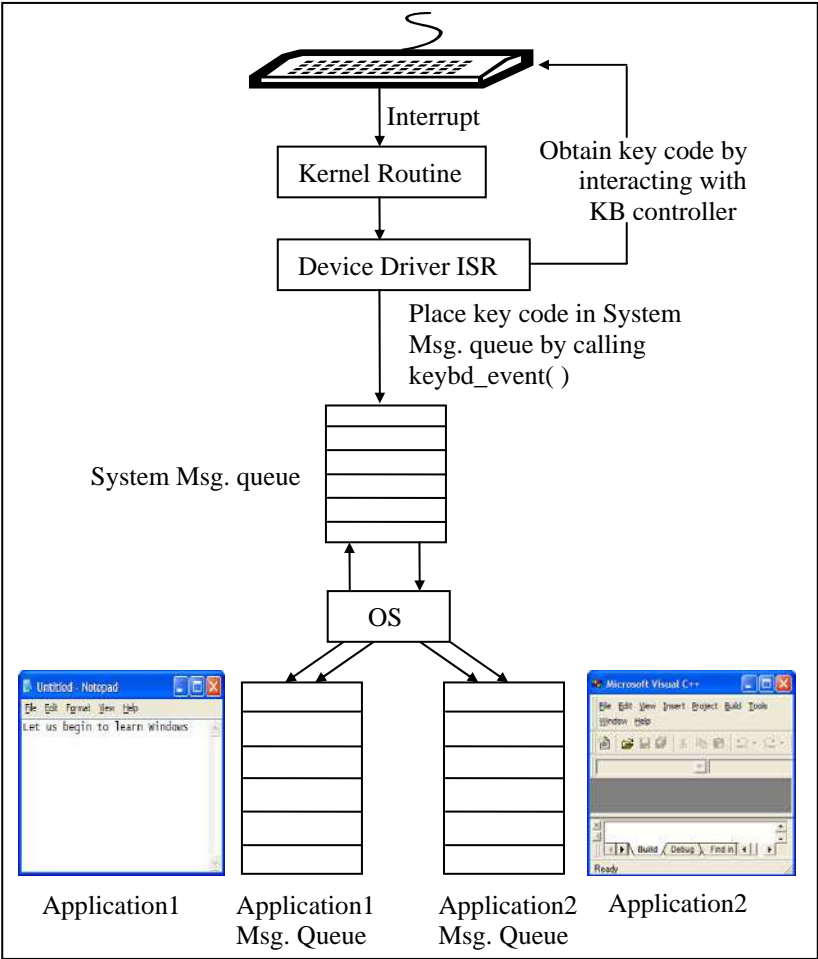 Interrupt
Kernel Routine
Obtain key code by
interacting with
KB controller
Device Driver ISR
Place key code in System
Msg. queue by calling
keybd_event( )
System Msg. queue
OS
Untitled - Notepad
File Edit Format View Help
Let us begin to learn Windows
Microsoft Visual C++
File Edit View Insert Project Build Tools
Window Help
Build Debug Find in
Ready
Application1
Application1
Msg. Queue
Application2
Msg. Queue
Application2